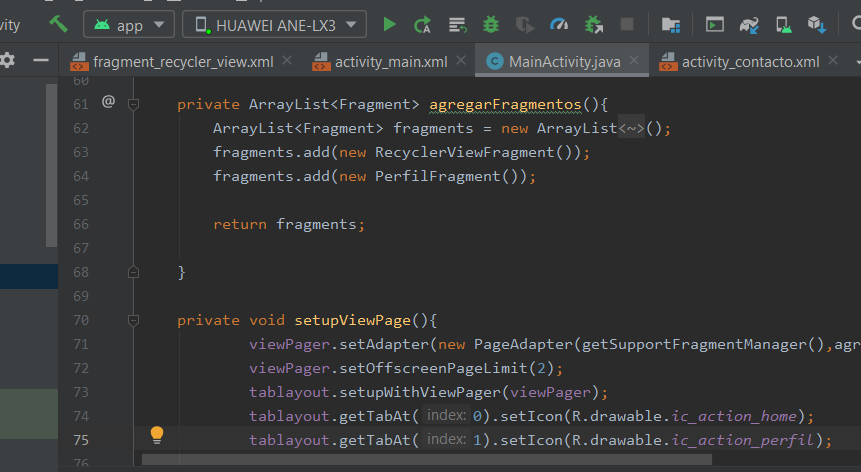 vity app HUAWEI ANE-LX3
fragment_recycler_view.xml activity_main.xml MainActivity.java activity_contacto.xml
60
61 @ private ArrayList<Fragment> agregarFragmentos(){
62 ArrayList<Fragment> fragments = new ArrayList<~>();
63 fragments.add(new RecyclerViewFragment());
64 fragments.add(new PerfilFragment());
65
66 return fragments;
67
68 }
69
70 private void setupViewPage(){
71 viewPager.setAdapter(new PageAdapter(getSupportFragmentManager(),agr
72 viewPager.setOffscreenPageLimit(2);
73 tablayout.setupWithViewPager(viewPager);
74 tablayout.getTabAt( index: 0).setIcon(R.drawable.ic_action_home);
75 tablayout.getTabAt( index: 1).setIcon(R.drawable.ic_action_perfil);
76